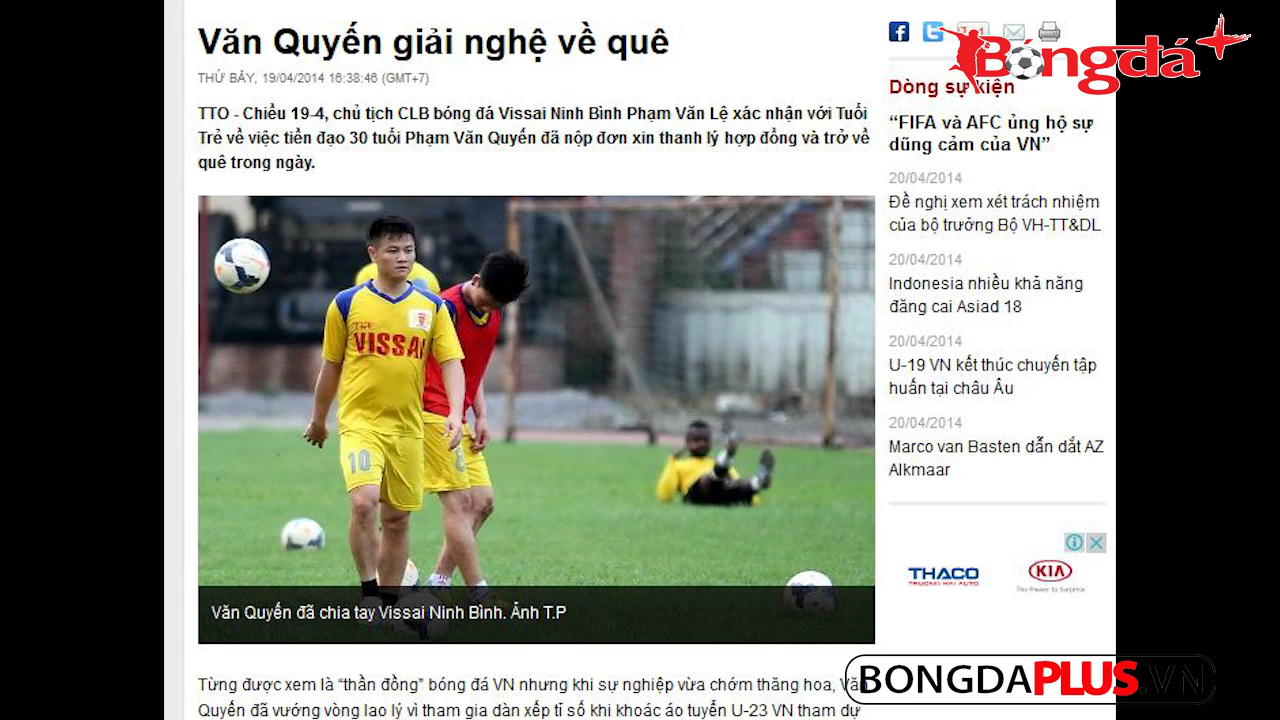 Văn Quyến giải nghệ về quê
THỨ BẢY, 19/04/2014 16:38:46 (GMT+7)
TTO - Chiều 19-4, chủ tịch CLB bóng đá Vissai Ninh Bình Phạm Văn Lệ xác nhận với Tuổi
Trẻ về việc tiền đạo 30 tuổi Phạm Văn Quyến đã nộp đơn xin thanh lý hợp đồng và trở về
quê trong ngày.
THE
VISSAI
10
Văn Quyến đã chia tay Vissai Ninh Bình. Ảnh T.P
Từng được xem là “thần đồng” bóng đá VN nhưng khi sự nghiệp vừa chớm thăng hoa, Văn
Quyến đã vướng vòng lao lý vì tham gia dàn xếp tỉ số khi khoác áo tuyển U-23 VN tham dự
Bóngđá+
Dòng sự kiện
“FIFA và AFC ủng hộ sự
dũng cảm của VN”
20/04/2014
Đề nghị xem xét trách nhiệm
của bộ trưởng Bộ VH-TT&DL
20/04/2014
Indonesia nhiều khả năng
đăng cai Asiad 18
20/04/2014
U-19 VN kết thúc chuyến tập
huấn tại châu Âu
20/04/2014
Marco van Basten dẫn dắt AZ
Alkmaar
THACO
TRUONG HAI AUTO
KIA
The Power to Surprise
BONGDAPLUS.VN